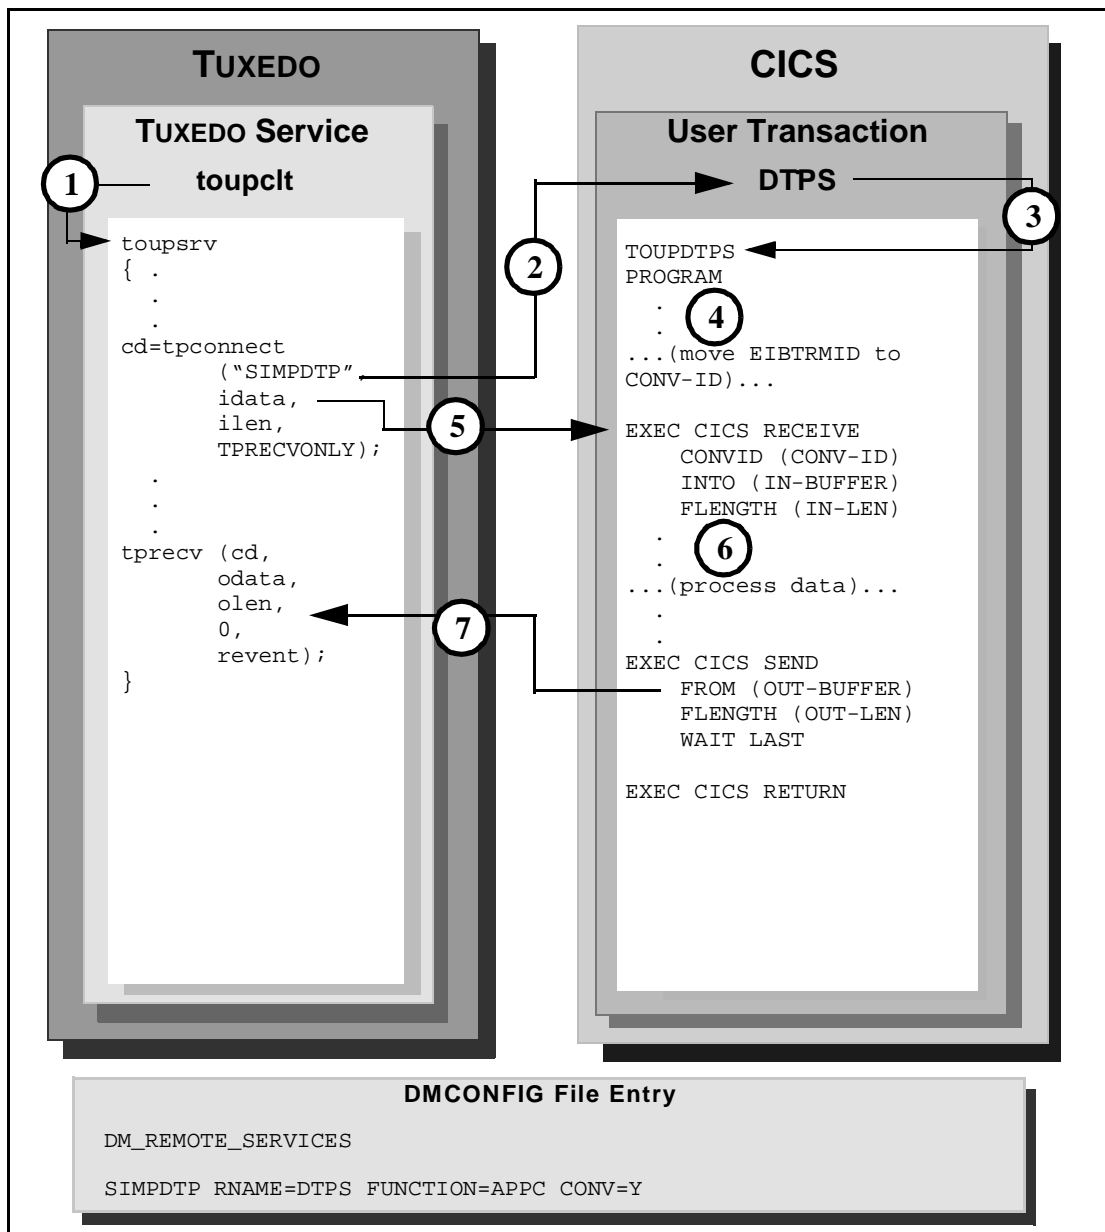 TUXEDO
TUXEDO Service
toupclt
1
toupsrv
{ .
.
.
cd=tpconnect
("SIMPDTP",
idata,
ilen,
TPRECVONLY);
.
.
.
tprecv (cd,
odata,
olen,
0,
revent);
}
2
5
7
CICS
User Transaction
DTPS
3
TOUPDTPS
PROGRAM
.
.
4
...(move EIBTRMID to
CONV-ID)...
EXEC CICS RECEIVE
CONVID (CONV-ID)
INTO (IN-BUFFER)
FLENGTH (IN-LEN)
.
.
6
...(process data)...
.
.
EXEC CICS SEND
FROM (OUT-BUFFER)
FLENGTH (OUT-LEN)
WAIT LAST
EXEC CICS RETURN
DMCONFIG File Entry
DM_REMOTE_SERVICES
SIMPDTP RNAME=DTPS FUNCTION=APPC CONV=Y